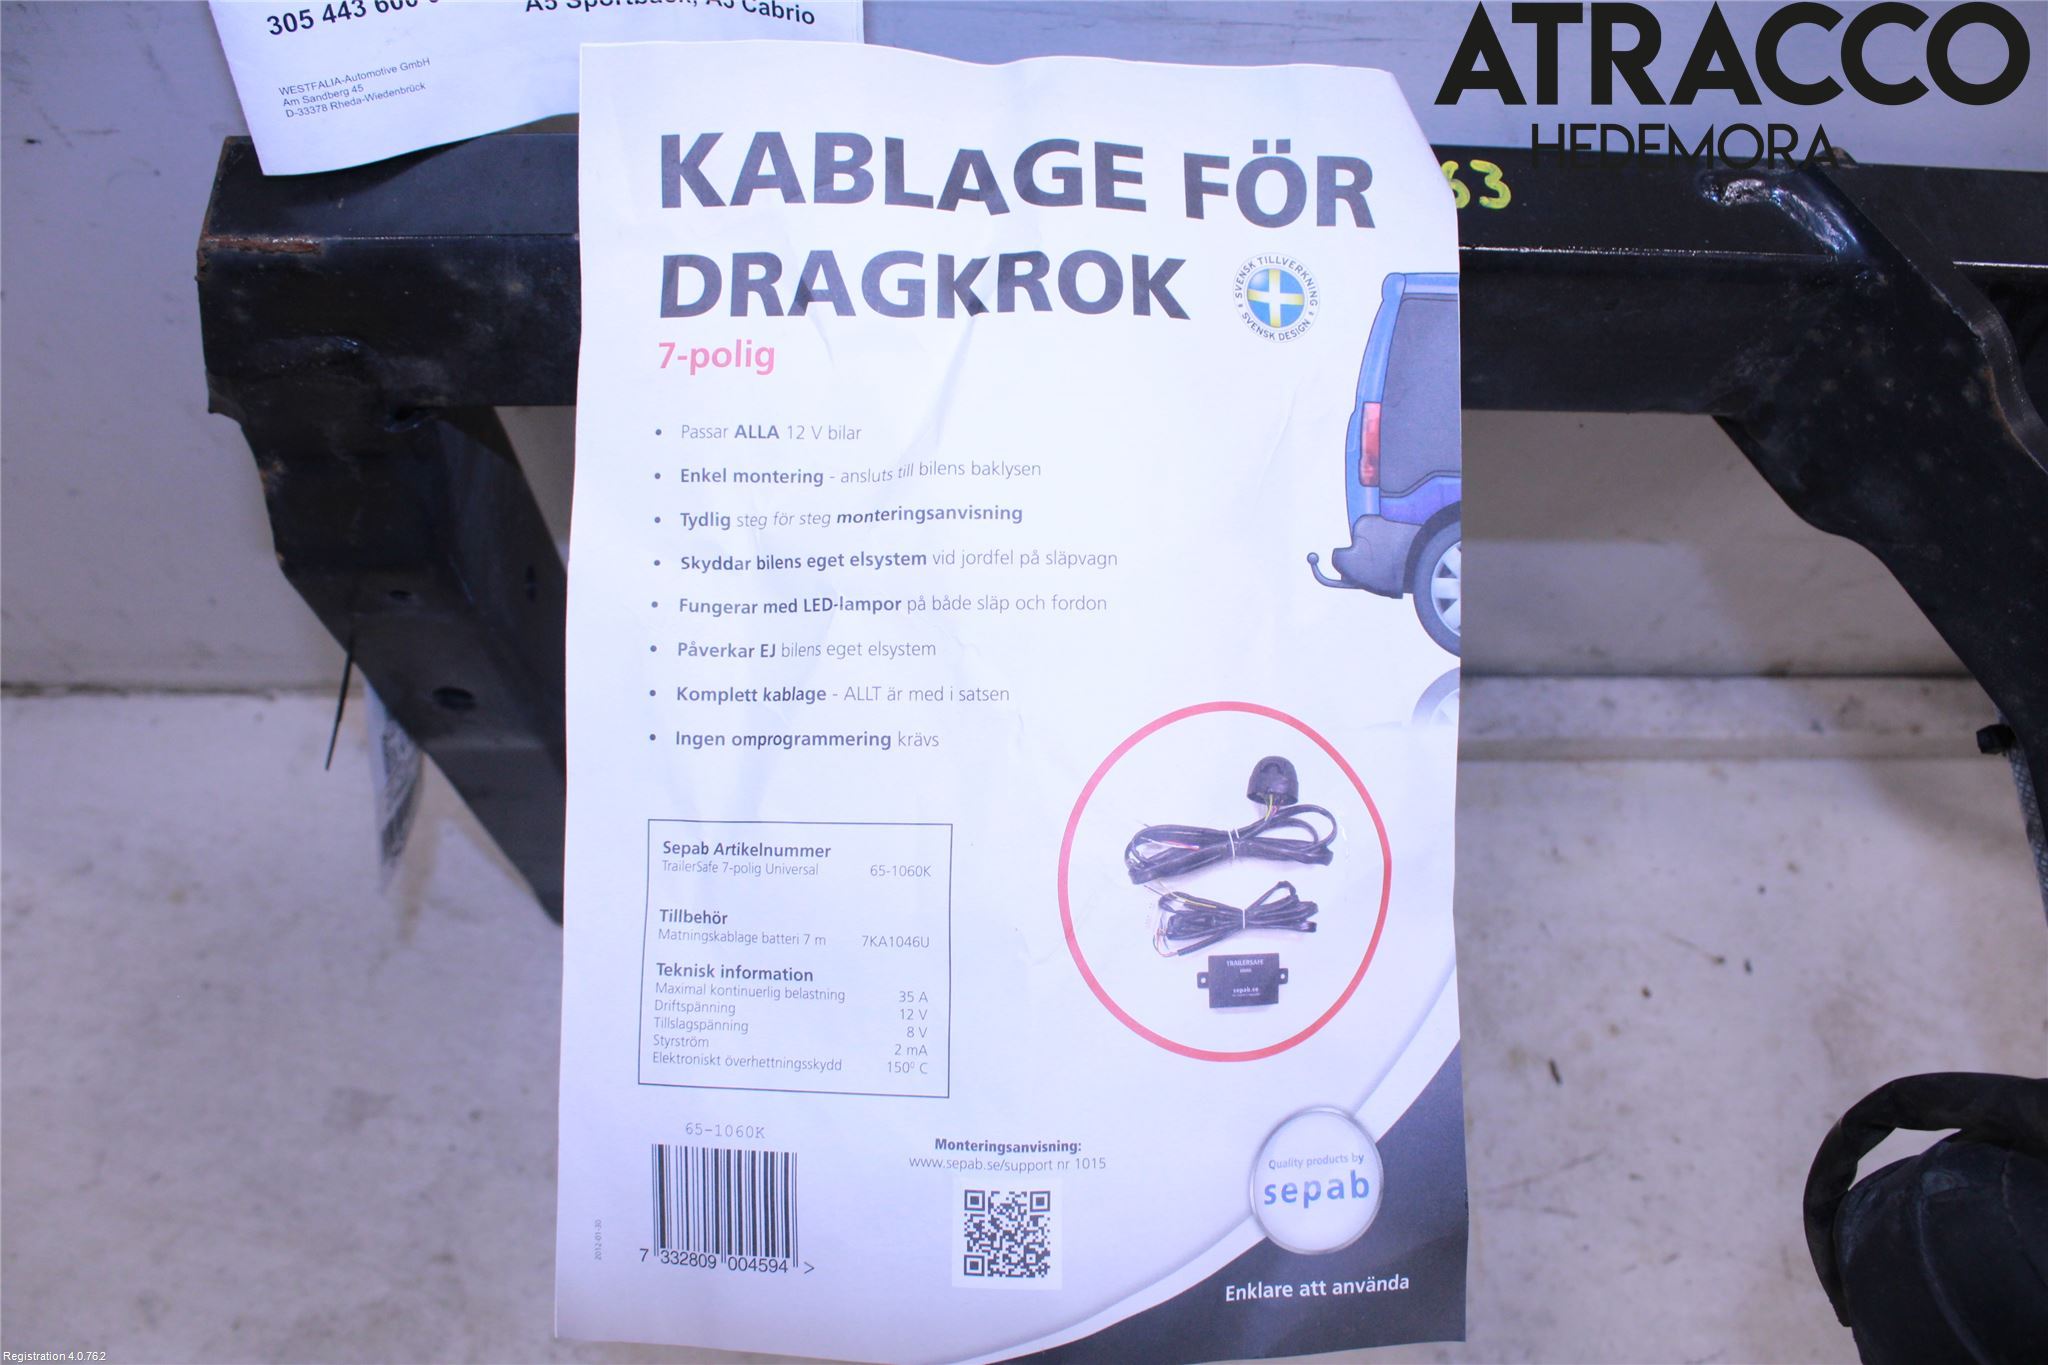 305 443 600
A5 Sportback, A5 Cabrio
WESTFALIA-Automotive GmbH
Am Sandberg 45
D-33378 Rheda-Wiedenbrück
ATRACCO
HEDEMORA
63
KABLAGE FÖR
DRAGKROK
SVENSK TILLVERKNING
SVENSK DESIGN
7-polig
• Passar ALLA 12 V bilar
• Enkel montering - ansluts till bilens baklysen
• Tydlig steg för steg monteringsanvisning
• Skyddar bilens eget elsystem vid jordfel på släpvagn
• Fungerar med LED-lampor på både släp och fordon
• Påverkar EJ bilens eget elsystem
• Komplett kablage - ALLT är med i satsen
• Ingen omprogrammering krävs
Sepab Artikelnummer
TrailerSafe 7-polig Universal 65-1060K
Tillbehör
Matningskablage batteri 7 m 7KA1046U
Teknisk information
Maximal kontinuerlig belastning 35 A
Driftspänning 12 V
Tillslagspänning 8 V
Styrström 2 mA
Elektroniskt överhettningsskydd 150⁰ C
TRAILERSAFE
sepab.se
65-1060K
7 332809 004594 >
2012-01-30
Monteringsanvisning:
www.sepab.se/support nr 1015
Quality products by
sepab
Enklare att använda
Registration 4.0.762